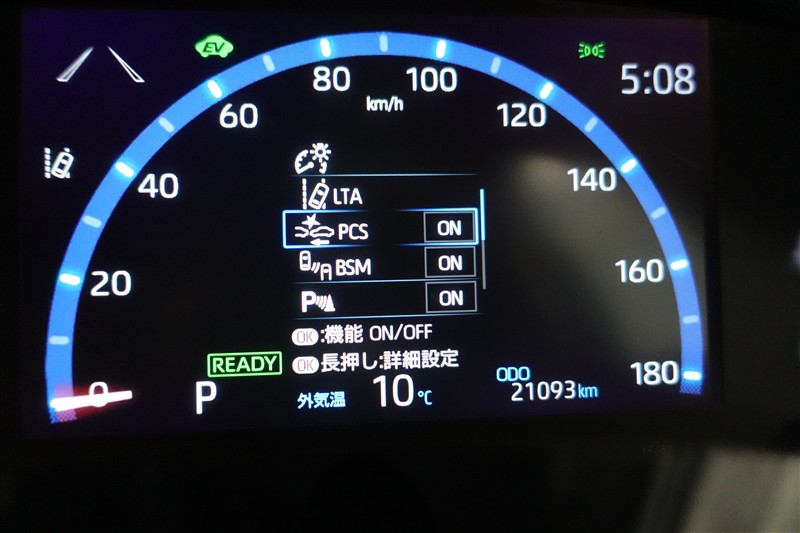 EV
5:08
80
100
km/h
60
120
40
140
LTA
PCS ON
20
BSM ON
160
P ON
OK:機能 ON/OFF
READY
OK長押し:詳細設定
0
P
外気温 10℃
ODO
21093km
180